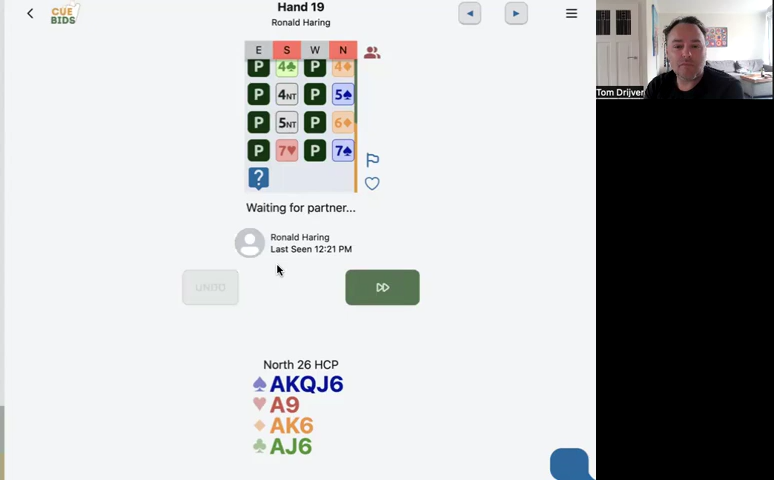 CUE
BIDS
Hand 19
Ronald Haring
E S W N
P 4♣ P 4♦
P 4NT P 5♠
P 5NT P 6♦
P 7♥ P 7♠
?
Waiting for partner...
Ronald Haring
Last Seen 12:21 PM
UNDO
North 26 HCP
♠ AKQJ6
♥ A9
♦ AK6
♣ AJ6
Tom Drijver